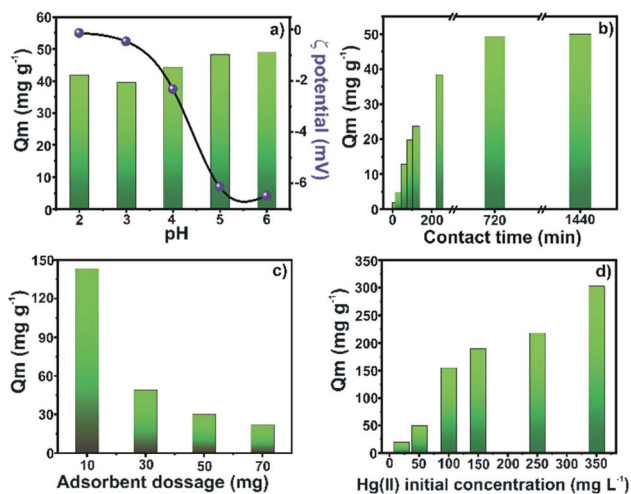 a)
60
50
40
30
20
10
0
Qm (mg g⁻¹)
2 3 4 5 6
pH
0
-2
-4
-6
ζ potential (mV)
b)
50
40
30
20
10
0
Qm (mg g⁻¹)
0 200 720 1440
Contact time (min)
c)
150
120
90
60
30
0
Qm (mg g⁻¹)
10 30 50 70
Adsorbent dossage (mg)
d)
350
300
250
200
150
100
50
0
Qm (mg g⁻¹)
0 50 100 150 200 250 300 350
Hg(II) initial concentration (mg L⁻¹)